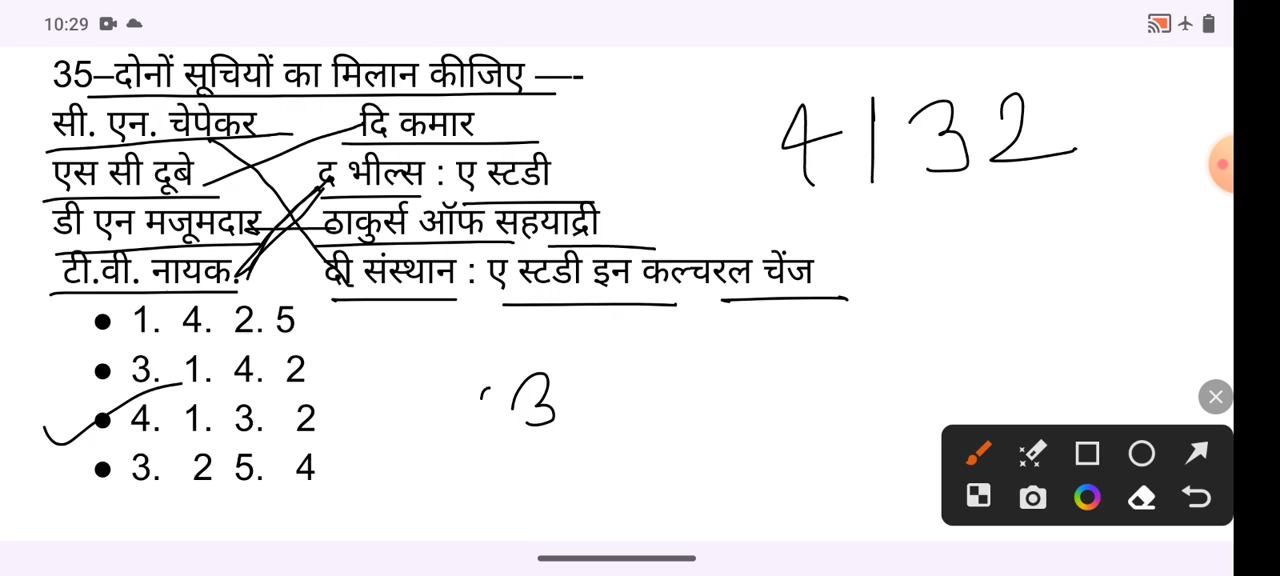 10:29
35–दोनों सूचियों का मिलान कीजिए —-
सी. एन. चेपेकर दि कमार
एस सी दूबे द भील्स : ए स्टडी
डी एन मजूमदार ठाकुर्स ऑफ सहयाद्री
टी.वी. नायक. दी संस्थान : ए स्टडी इन कल्चरल चेंज
4 1 3 2
● 1. 4. 2. 5
● 3. 1. 4. 2
● 4. 1. 3. 2
● 3. 2 5. 4
3